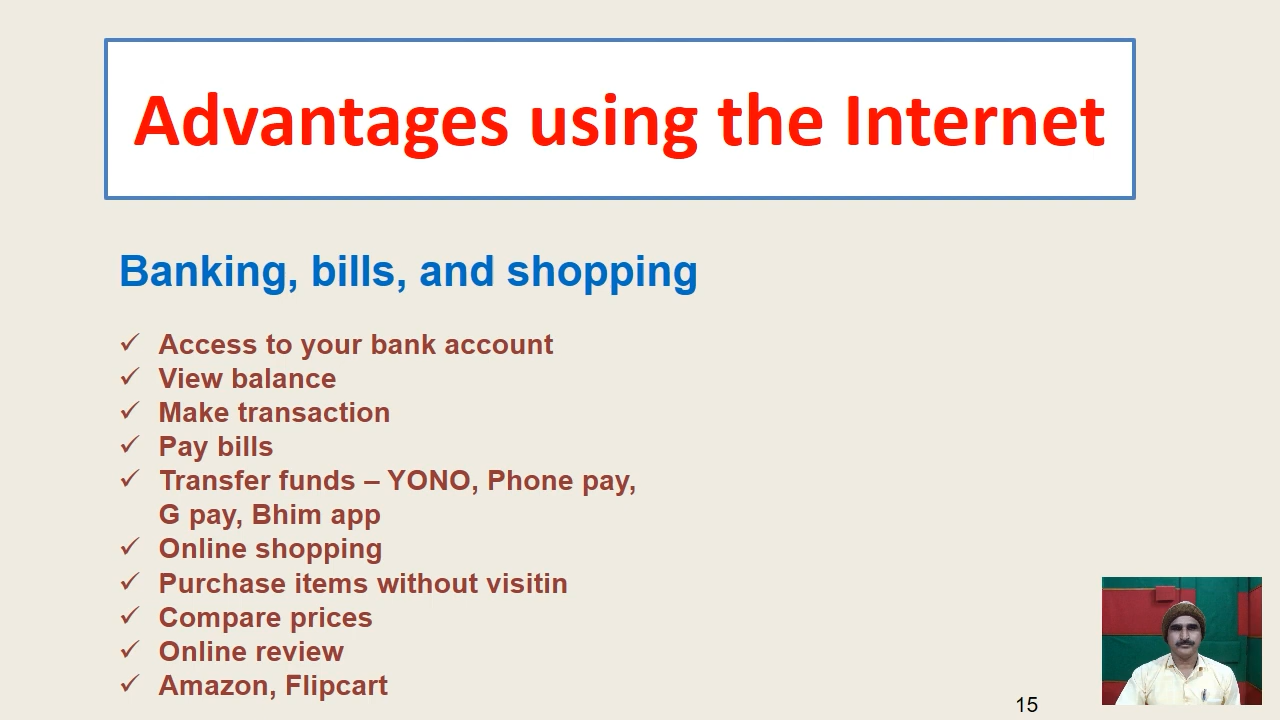 Advantages using the Internet
Banking, bills, and shopping
✓ Access to your bank account
✓ View balance
✓ Make transaction
✓ Pay bills
✓ Transfer funds – YONO, Phone pay,
G pay, Bhim app
✓ Online shopping
✓ Purchase items without visitin
✓ Compare prices
✓ Online review
✓ Amazon, Flipcart
15